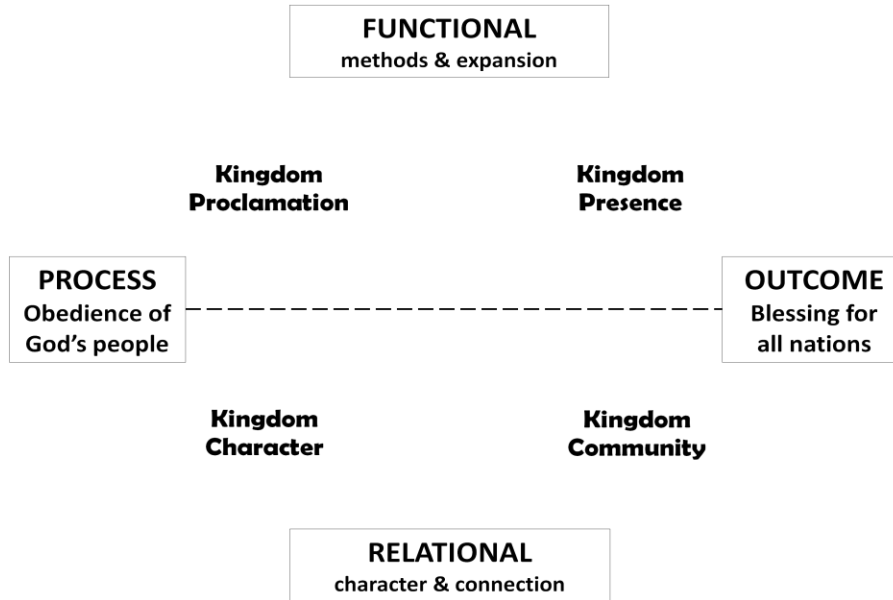 FUNCTIONAL
methods & expansion
Kingdom
Proclamation
Kingdom
Presence
PROCESS
Obedience of
God’s people
OUTCOME
Blessing for
all nations
Kingdom
Character
Kingdom
Community
RELATIONAL
character & connection